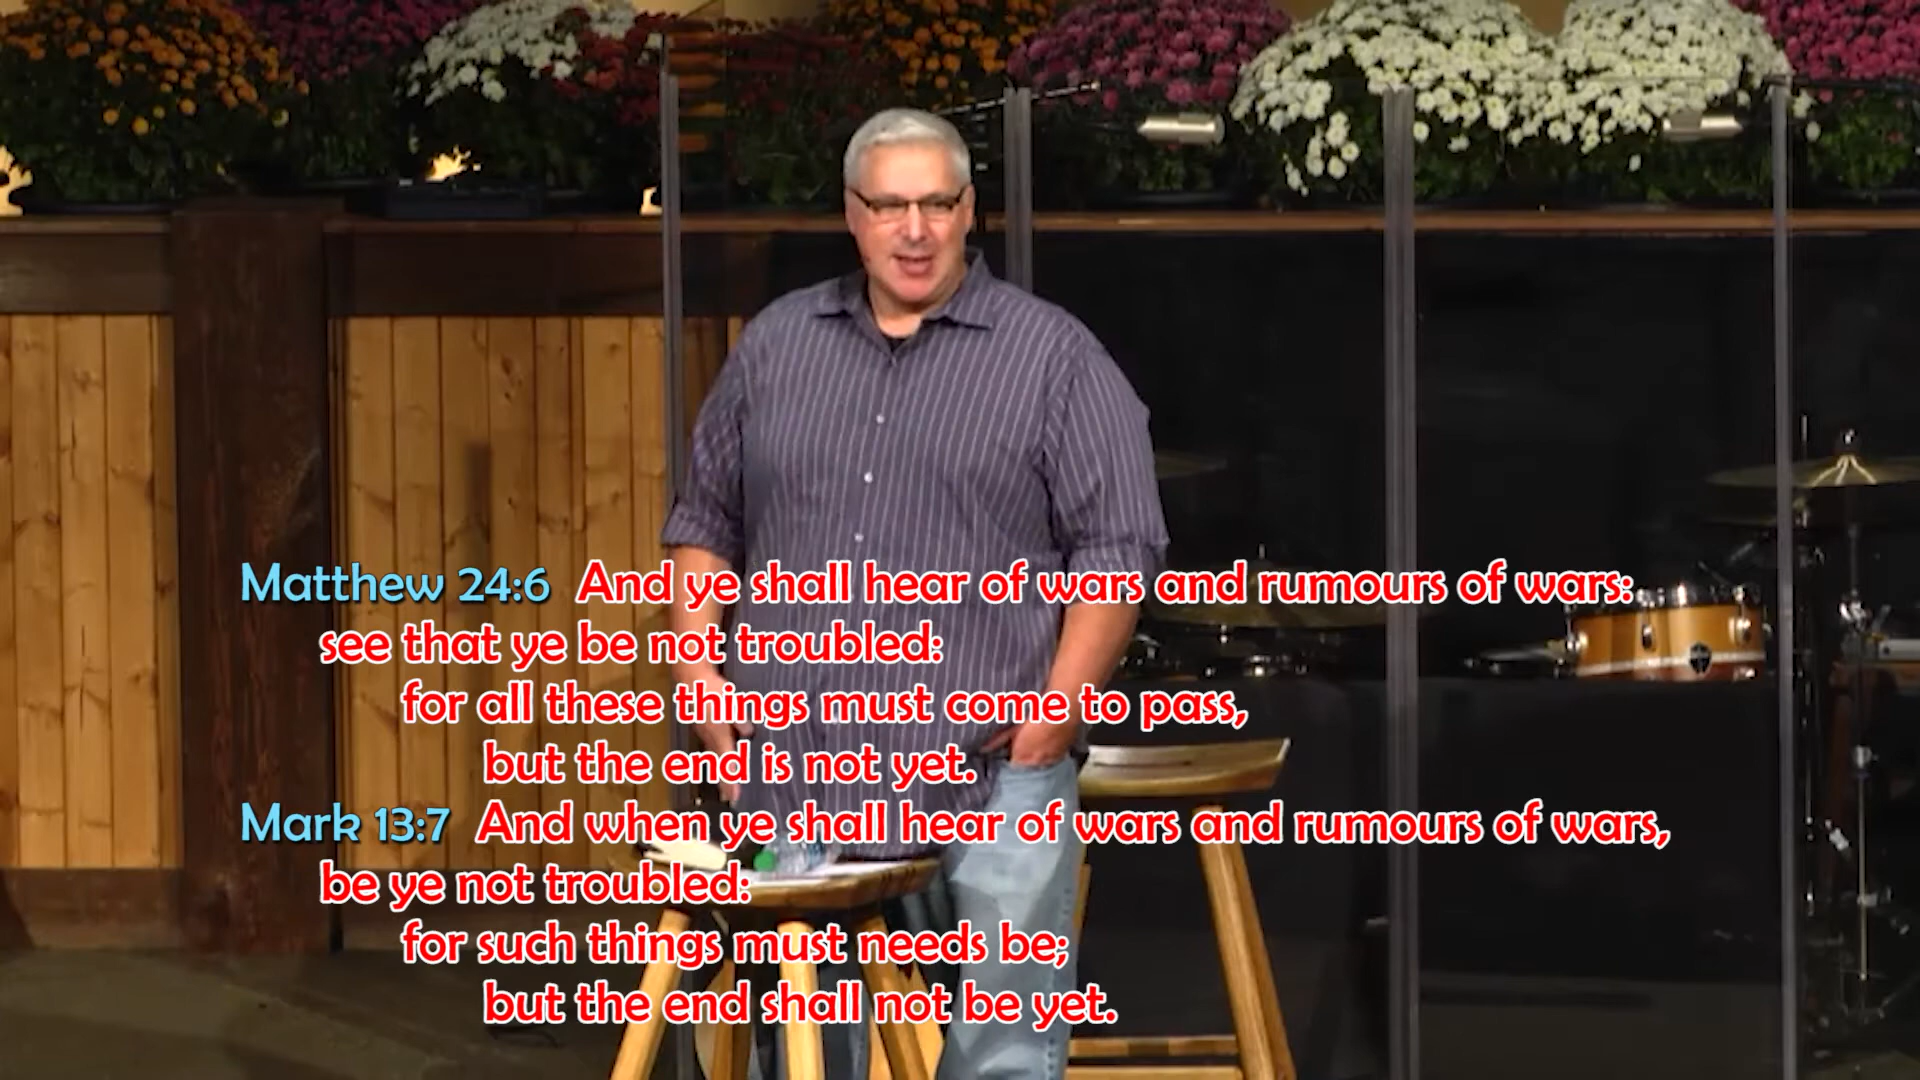 Matthew 24:6 And ye shall hear of wars and rumours of wars:
see that ye be not troubled:
for all these things must come to pass,
but the end is not yet.
Mark 13:7 And when ye shall hear of wars and rumours of wars,
be ye not troubled:
for such things must needs be;
but the end shall not be yet.